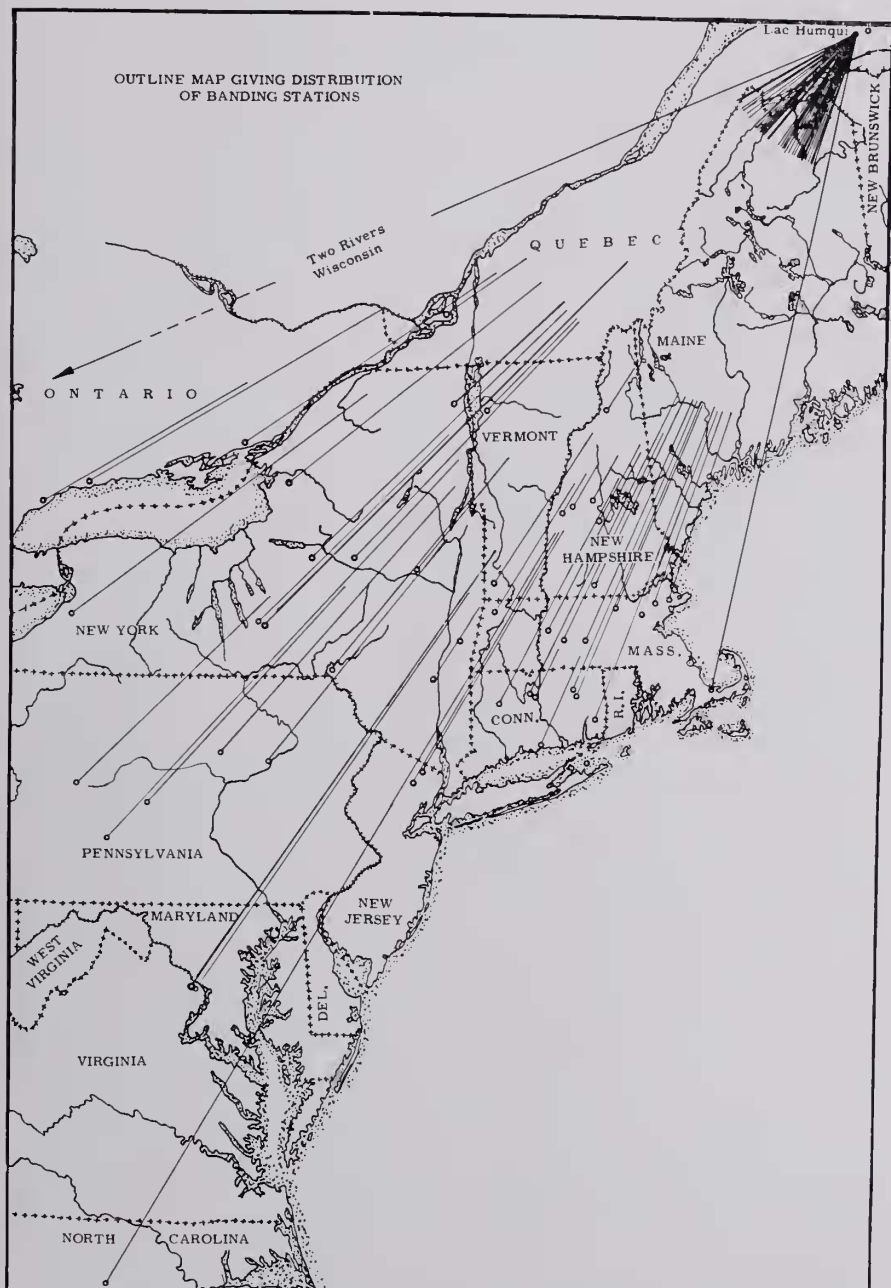 Lac Humqui
OUTLINE MAP GIVING DISTRIBUTION
OF BANDING STATIONS
NEW BRUNSWICK
Two Rivers
Wisconsin
QUEBEC
MAINE
ONTARIO
VERMONT
NEW
HAMPSHIRE
NEW YORK
MASS.
CONN.
R.I.
PENNSYLVANIA
NEW
JERSEY
MARYLAND
WEST
VIRGINIA
DEL.
VIRGINIA
NORTH CAROLINA